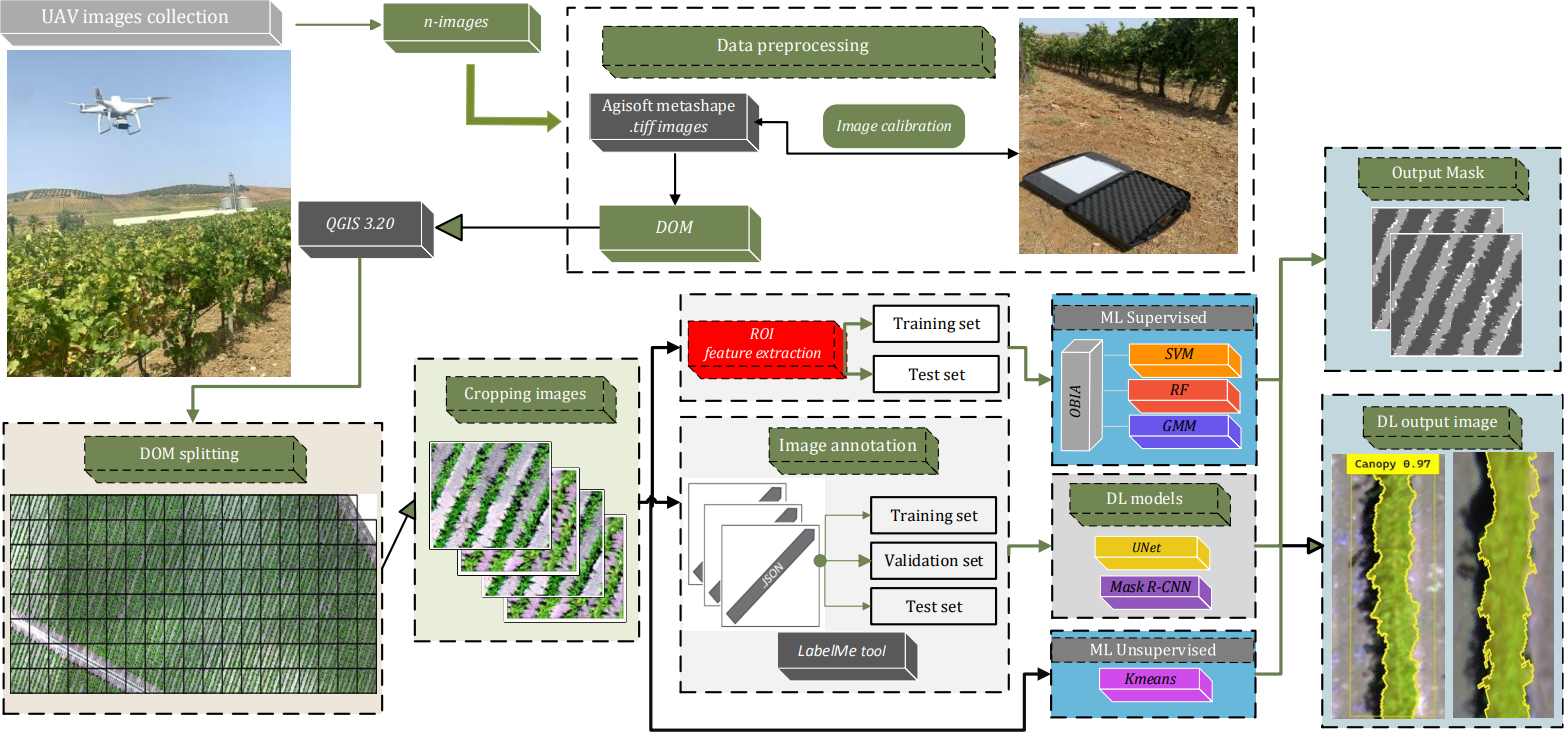 UAV images collection
n-images
Data preprocessing
Agisoft metashape
.tiff images
Image calibration
DOM
QGIS 3.20
DOM splitting
Cropping images
ROI
feature extraction
Training set
Test set
Image annotation
.JSON
Training set
Validation set
Test set
LabelMe tool
ML Supervised
OBIA
SVM
RF
GMM
DL models
UNet
Mask R-CNN
ML Unsupervised
Kmeans
Output Mask
DL output image
Canopy 0.97